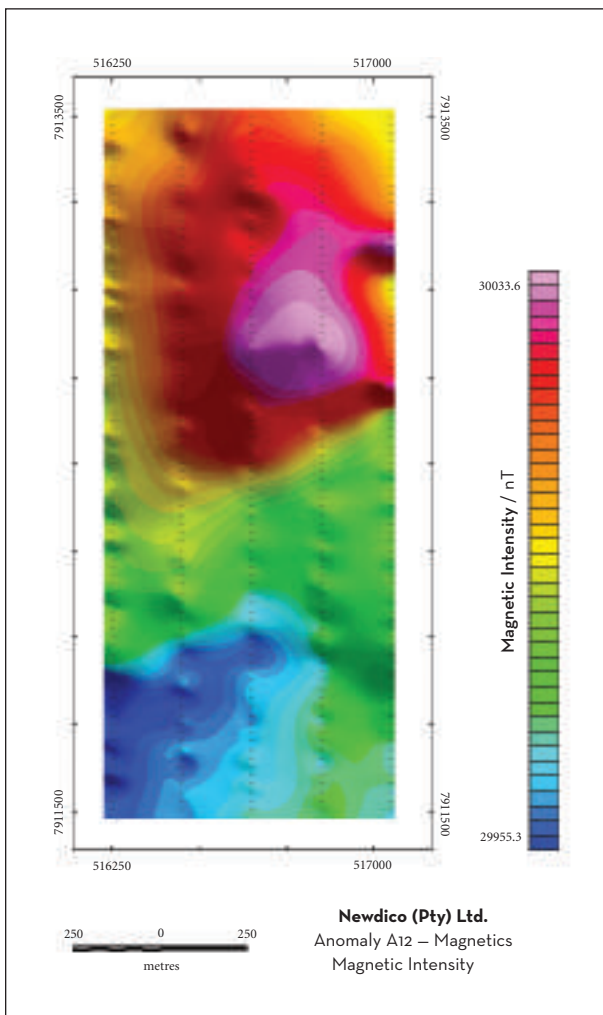 516250 517000
7913500 7913500
30033.6
Magnetic Intensity / nT
29955.3
7911500 7911500
516250 517000
250 0 250
metres
Newdico (Pty) Ltd.
Anomaly A12 – Magnetics
Magnetic Intensity